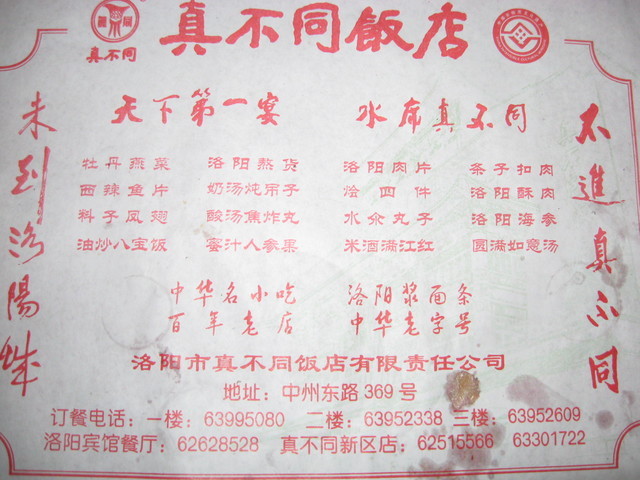 真不同
真不同飯店
天下第一宴 水席真不同
未到洛陽城
不進真不同
牡丹燕菜 洛阳熬货 洛阳肉片 条子扣肉
西辣鱼片 奶汤炖吊子 烩四件 洛阳酥肉
料子凤翅 酸汤焦炸丸 水汆丸子 洛阳海参
油炒八宝饭 蜜汁人参果 米酒满江红 圆满如意汤
中华名小吃 洛阳浆面条
百年老店 中华老字号
洛阳市真不同饭店有限责任公司
地址：中州东路369号
订餐电话：一楼：63995080 二楼：63952338 三楼：63952609
洛阳宾馆餐厅：62628528 真不同新区店：62515566 63301722